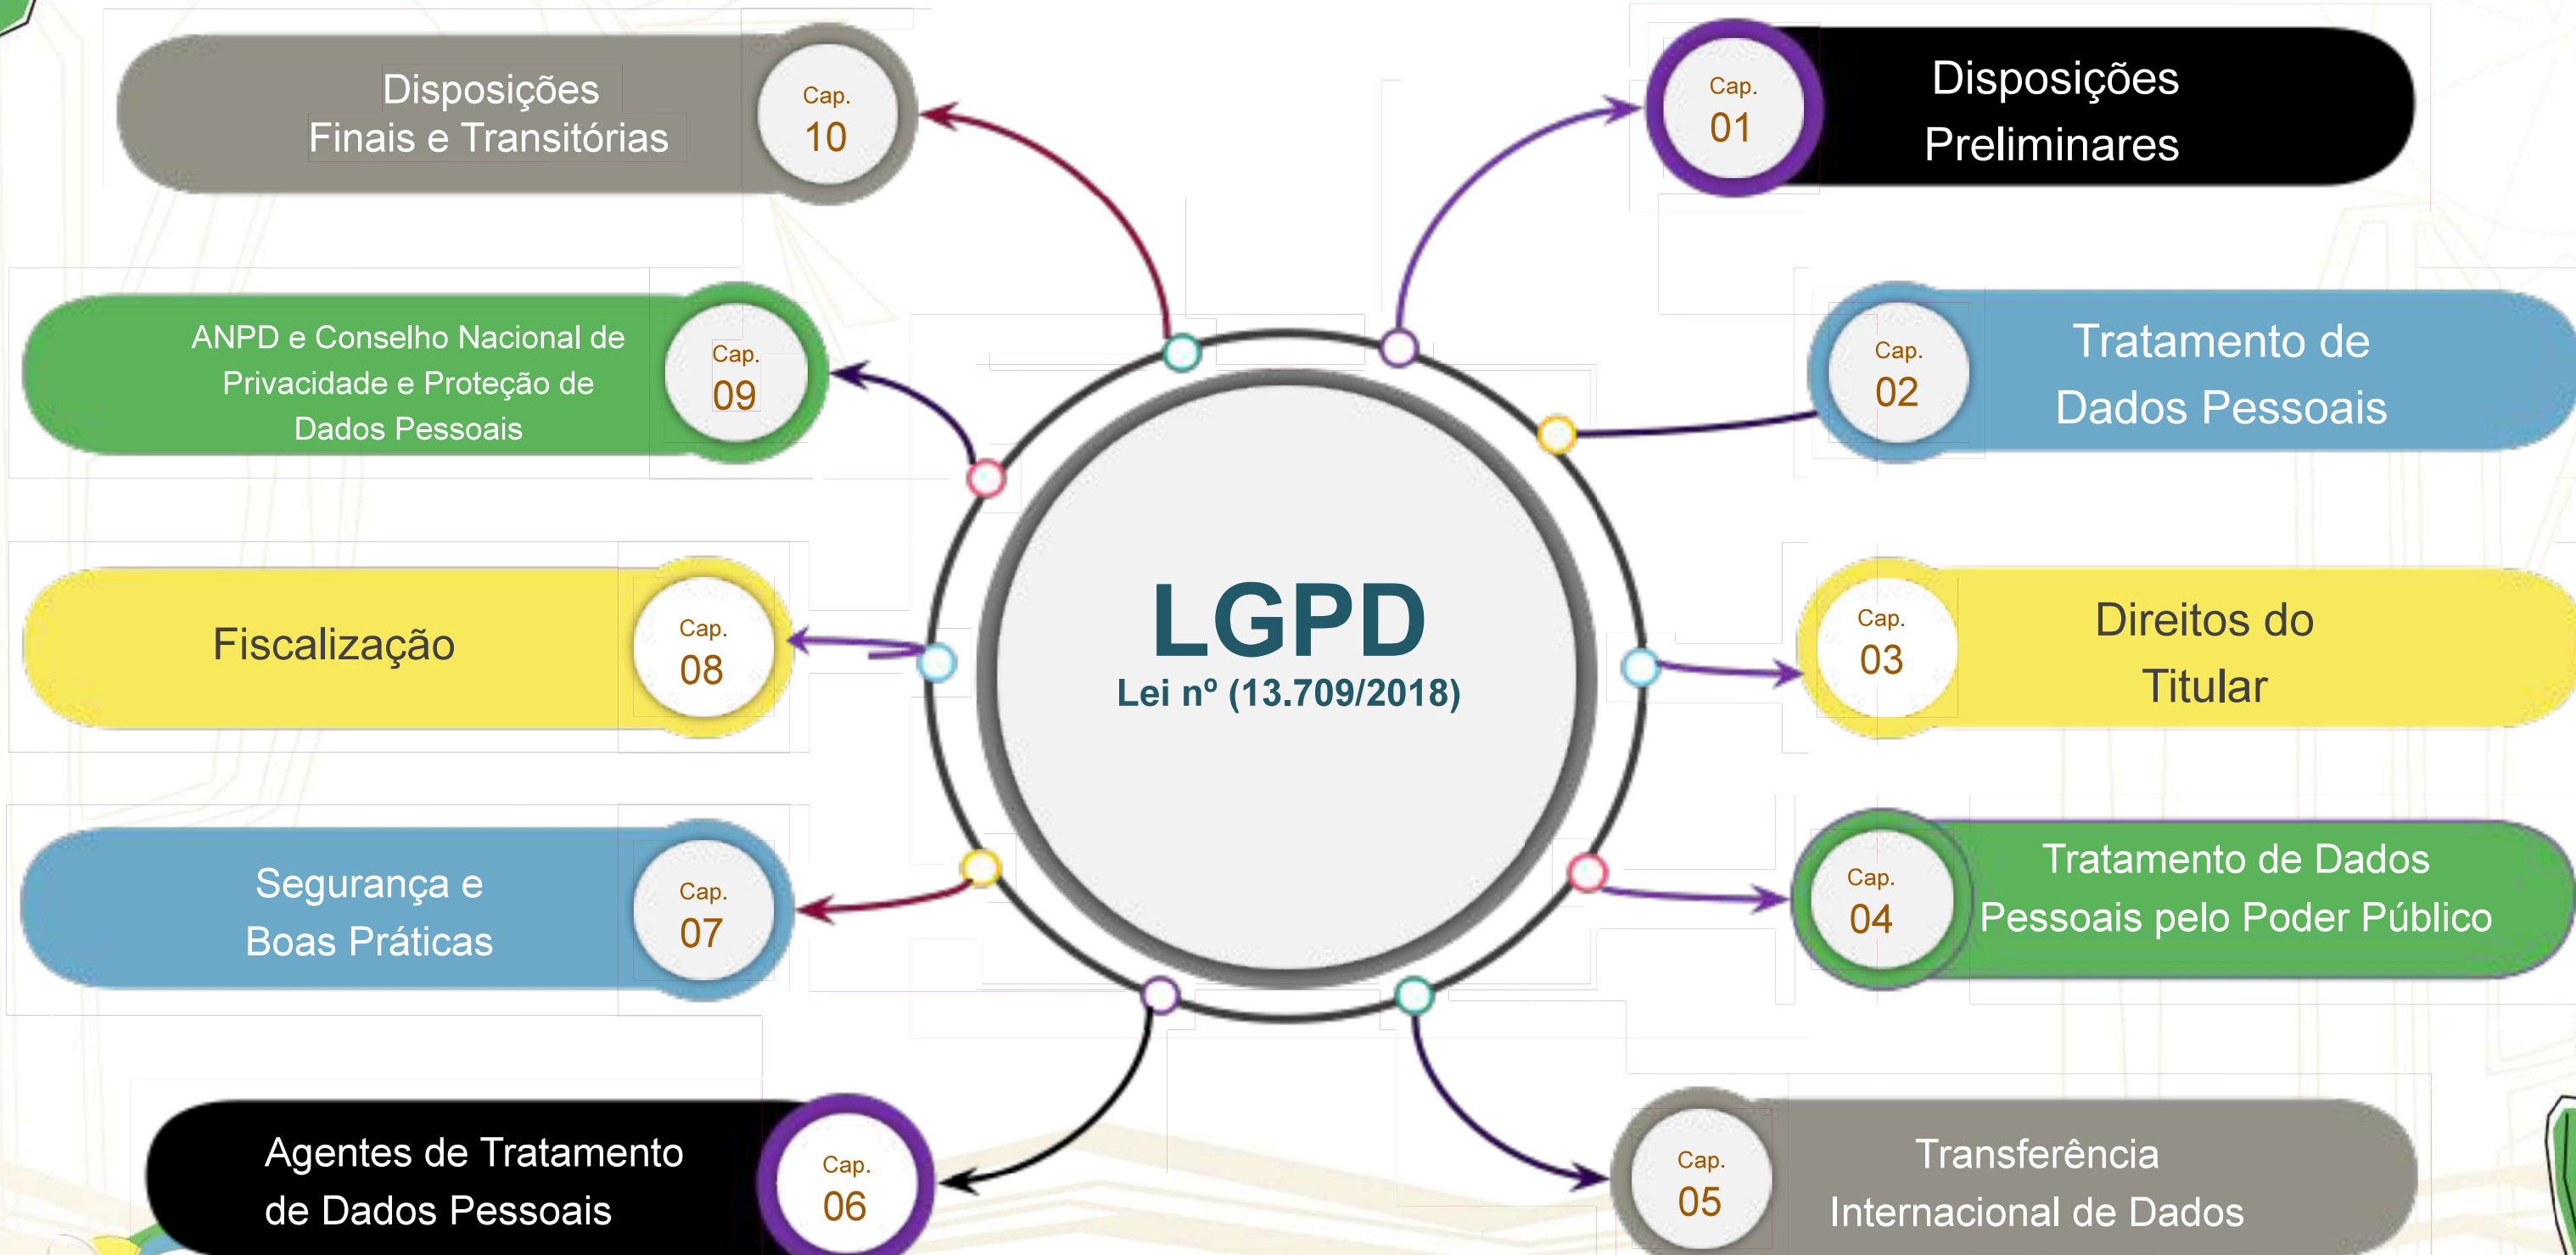 LGPD
Lei nº (13.709/2018)
Cap.
01
Disposições
Preliminares
Cap.
02
Tratamento de
Dados Pessoais
Cap.
03
Direitos do
Titular
Cap.
04
Tratamento de Dados
Pessoais pelo Poder Público
Cap.
05
Transferência
Internacional de Dados
Cap.
06
Agentes de Tratamento
de Dados Pessoais
Cap.
07
Segurança e
Boas Práticas
Cap.
08
Fiscalização
Cap.
09
ANPD e Conselho Nacional de
Privacidade e Proteção de
Dados Pessoais
Cap.
10
Disposições
Finais e Transitórias